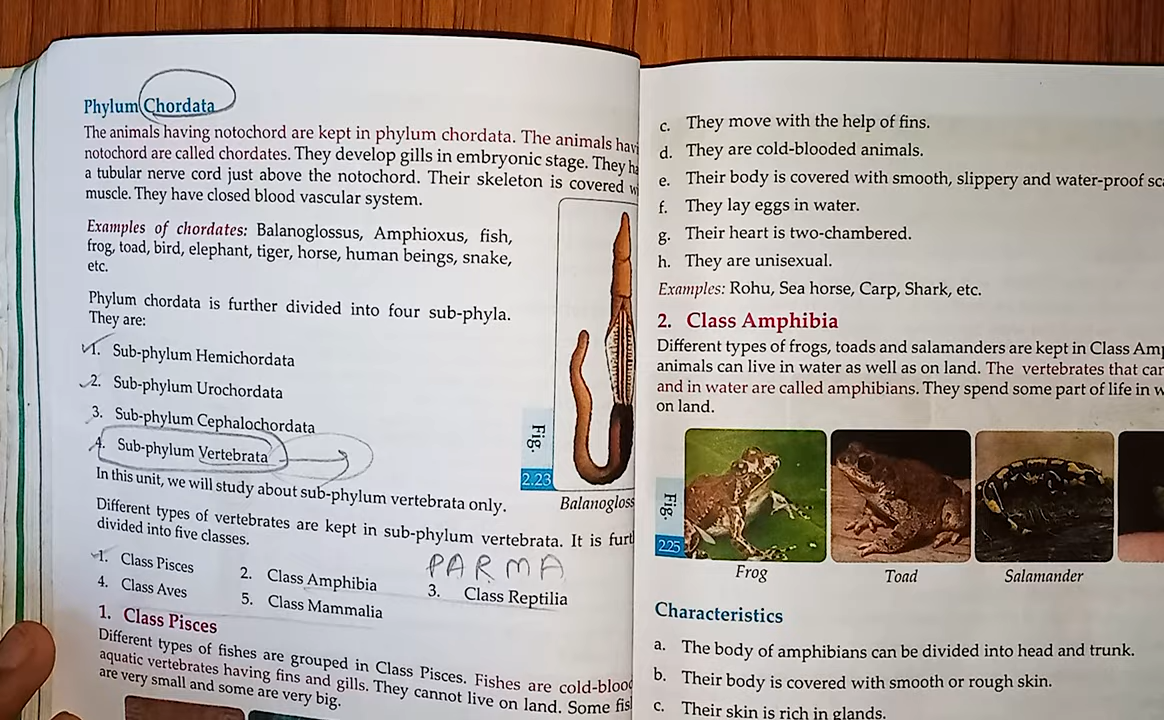 Phylum Chordata
The animals having notochord are kept in phylum chordata. The animals
notochord are called chordates. They develop gills in embryonic stage. They
a tubular nerve cord just above the notochord. Their skeleton is covered
muscle. They have closed blood vascular system.
Examples of chordates: Balanoglossus, Amphioxus, fish,
frog, toad, bird, elephant, tiger, horse, human beings, snake,
etc.
Phylum chordata is further divided into four sub-phyla.
They are:
1. Sub-phylum Hemichordata
2. Sub-phylum Urochordata
3. Sub-phylum Cephalochordata
4. Sub-phylum Vertebrata
In this unit, we will study about sub-phylum vertebrata only.
Fig.
2.23
Balanogloss
Different types of vertebrates are kept in sub-phylum vertebrata. It is
divided into five classes.
PARMA
1. Class Pisces 2. Class Amphibia 3. Class Reptilia
4. Class Aves 5. Class Mammalia
1. Class Pisces
Different types of fishes are grouped in Class Pisces. Fishes are cold-blood
aquatic vertebrates having fins and gills. They cannot live on land. Some
are very small and some are very big.
c. They move with the help of fins.
d. They are cold-blooded animals.
e. Their body is covered with smooth, slippery and water-proof
f. They lay eggs in water.
g. Their heart is two-chambered.
h. They are unisexual.
Examples: Rohu, Sea horse, Carp, Shark, etc.
2. Class Amphibia
Different types of frogs, toads and salamanders are kept in Class
animals can live in water as well as on land. The vertebrates that
and in water are called amphibians. They spend some part of life in
on land.
Fig.
2.25
Frog
Toad
Salamander
Characteristics
a. The body of amphibians can be divided into head and trunk.
b. Their body is covered with smooth or rough skin.
c. Their skin is rich in glands.